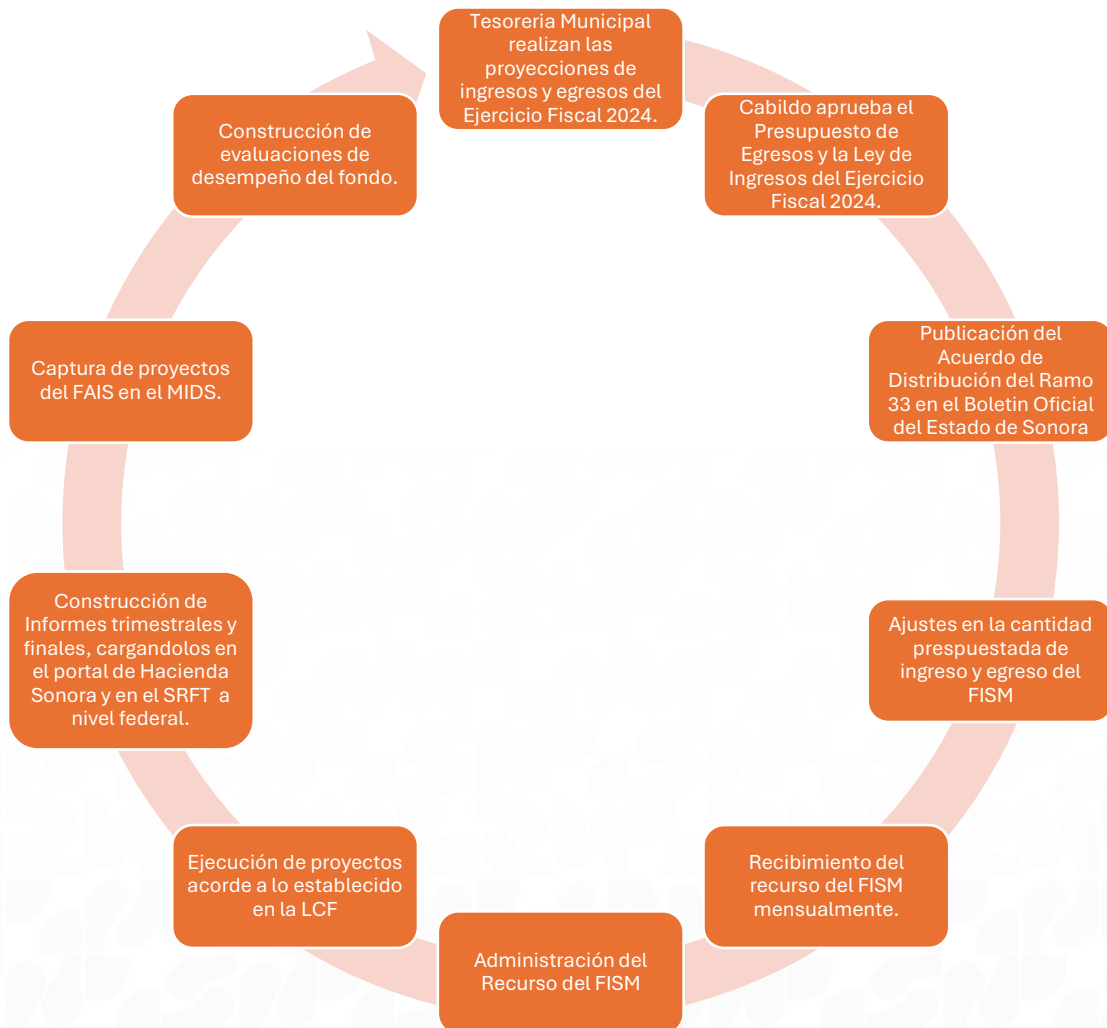 Tesoreria Municipal
realizan las
proyecciones de
ingresos y egresos del
Ejercicio Fiscal 2024.
Cabildo aprueba el
Presupuesto de
Egresos y la Ley de
Ingresos del Ejercicio
Fiscal 2024.
Publicación del
Acuerdo de
Distribución del Ramo
33 en el Boletin Oficial
del Estado de Sonora
Ajustes en la cantidad
prespuestada de
ingreso y egreso del
FISM
Recibimiento del
recurso del FISM
mensualmente.
Administración del
Recurso del FISM
Ejecución de proyectos
acorde a lo establecido
en la LCF
Construcción de
Informes trimestrales y
finales, cargandolos en
el portal de Hacienda
Sonora y en el SRFT a
nivel federal.
Captura de proyectos
del FAIS en el MIDS.
Construcción de
evaluaciones de
desempeño del fondo.